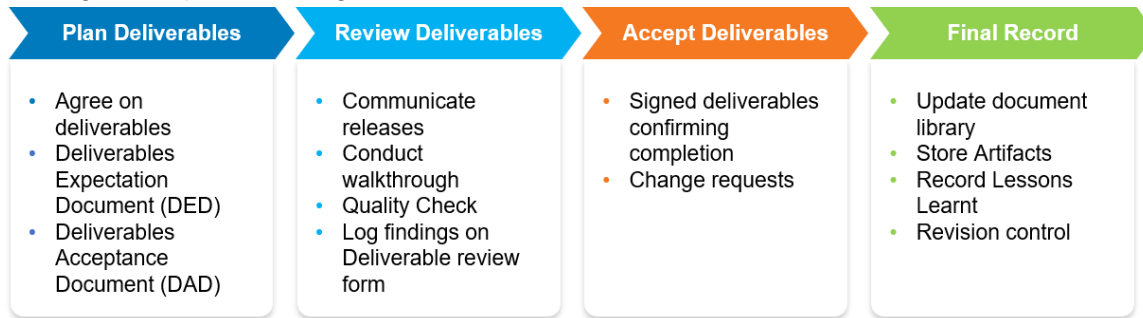 Plan Deliverables
• Agree on
deliverables
• Deliverables
Expectation
Document (DED)
• Deliverables
Acceptance
Document (DAD)
Review Deliverables
• Communicate
releases
• Conduct
walkthrough
• Quality Check
• Log findings on
Deliverable review
form
Accept Deliverables
• Signed deliverables
confirming
completion
• Change requests
Final Record
• Update document
library
• Store Artifacts
• Record Lessons
Learnt
• Revision control